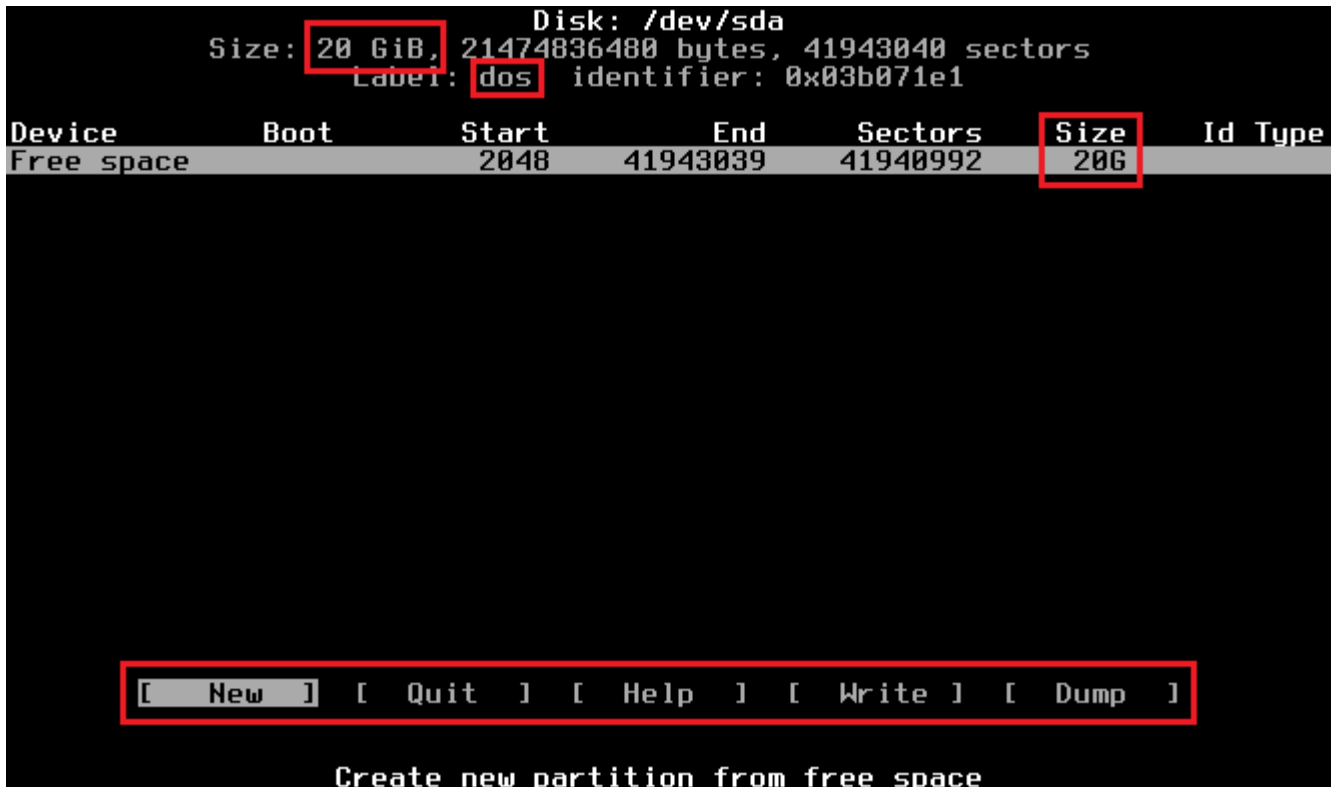 Disk: /dev/sda
Size: 20 GiB, 21474836480 bytes, 41943040 sectors
Label: dos identifier: 0x03b071e1
Device Boot Start End Sectors Size Id Type
Free space 2048 41943039 41940992 20G
[ New ] [ Quit ] [ Help ] [ Write ] [ Dump ]
Create new partition from free space